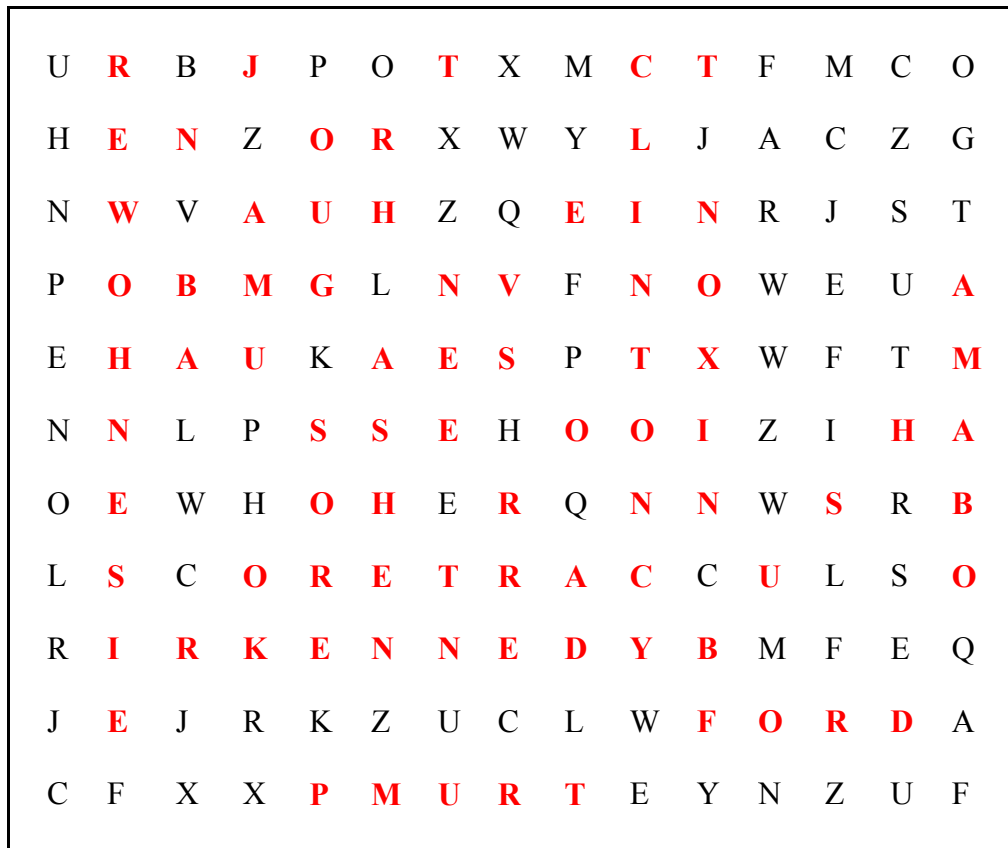 U R B J P O T X M C T F M C O
H E N Z O R X W Y L J A C Z G
N W V A U H Z Q E I N R J S T
P O B M G L N V F N O W E U A
E H A U K A E S P T X W F T M
N N L P S S E H O O I Z I H A
O E W H O H E R Q N N W S R B
L S C O R E T R A C C U L S O
R I R K E N N E D Y B M F E Q
J E J R K Z U C L W F O R D A
C F X X P M U R T E Y N Z U F